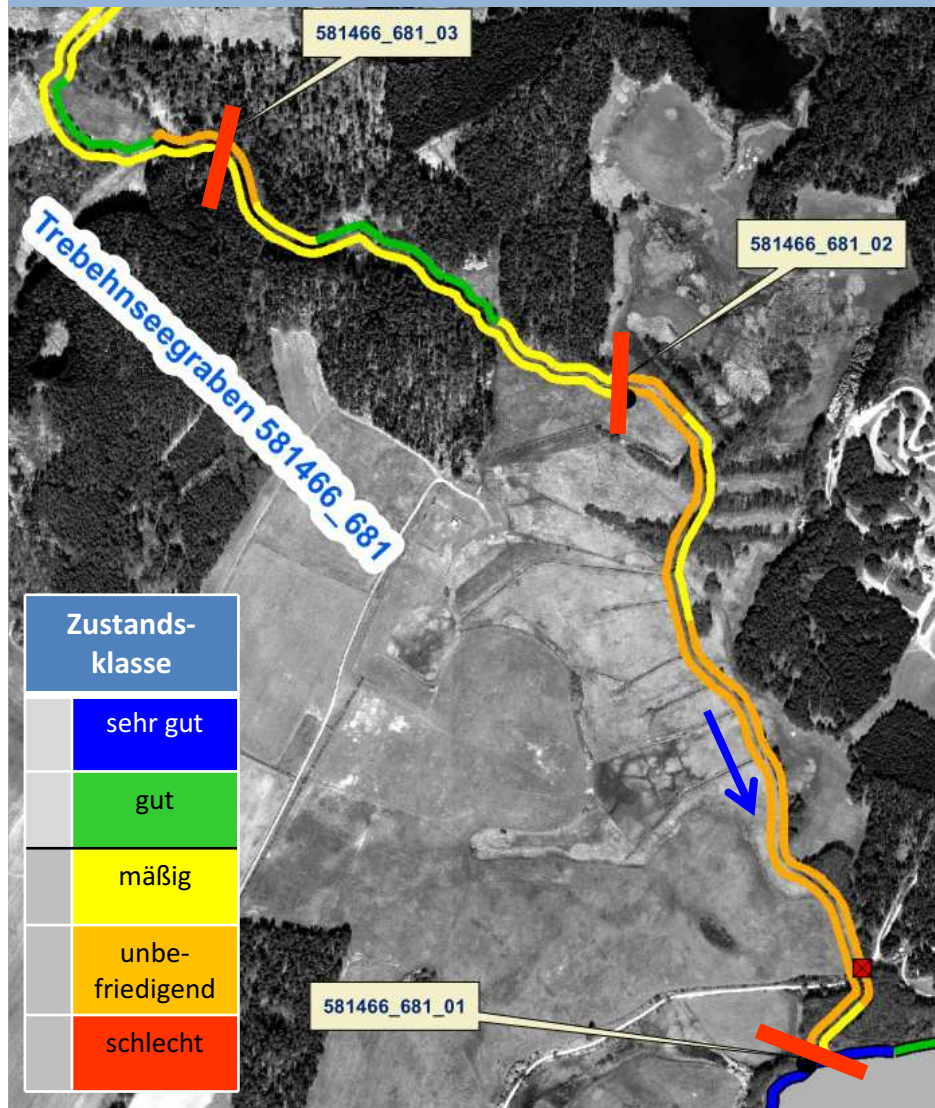 581466_681_03
581466_681_02
Trebehnseegraben 581466_681
Zustands-
klasse
sehr gut
gut
mäßig
unbe-
friedigend
schlecht
581466_681_01